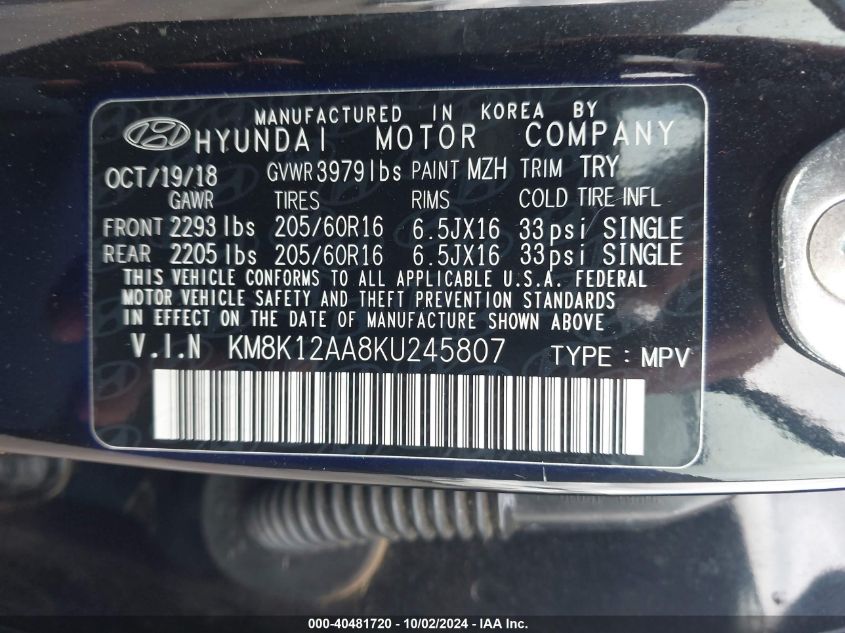 MANUFACTURED IN KOREA BY
HYUNDAI MOTOR COMPANY
OCT/19/18 GVWR 3979lbs PAINT MZH TRIM TRY
GAWR TIRES RIMS COLD TIRE INFL
FRONT 2293 lbs 205/60R16 6.5JX16 33psi SINGLE
REAR 2205 lbs 205/60R16 6.5JX16 33psi SINGLE
THIS VEHICLE CONFORMS TO ALL APPLICABLE U.S.A. FEDERAL
MOTOR VEHICLE SAFETY AND THEFT PREVENTION STANDARDS
IN EFFECT ON THE DATE OF MANUFACTURE SHOWN ABOVE
V.I.N KM8K12AA8KU245807 TYPE : MPV
000-40481720 - 10/02/2024 - IAA Inc.